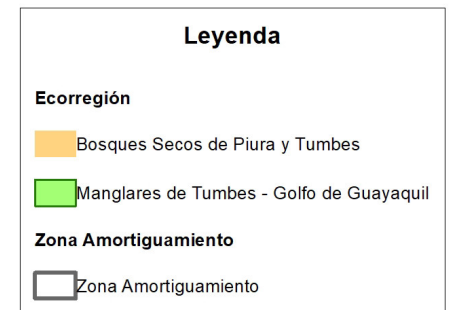 Leyenda
Ecorregión
Bosques Secos de Piura y Tumbes
Manglares de Tumbes - Golfo de Guayaquil
Zona Amortiguamiento
Zona Amortiguamiento